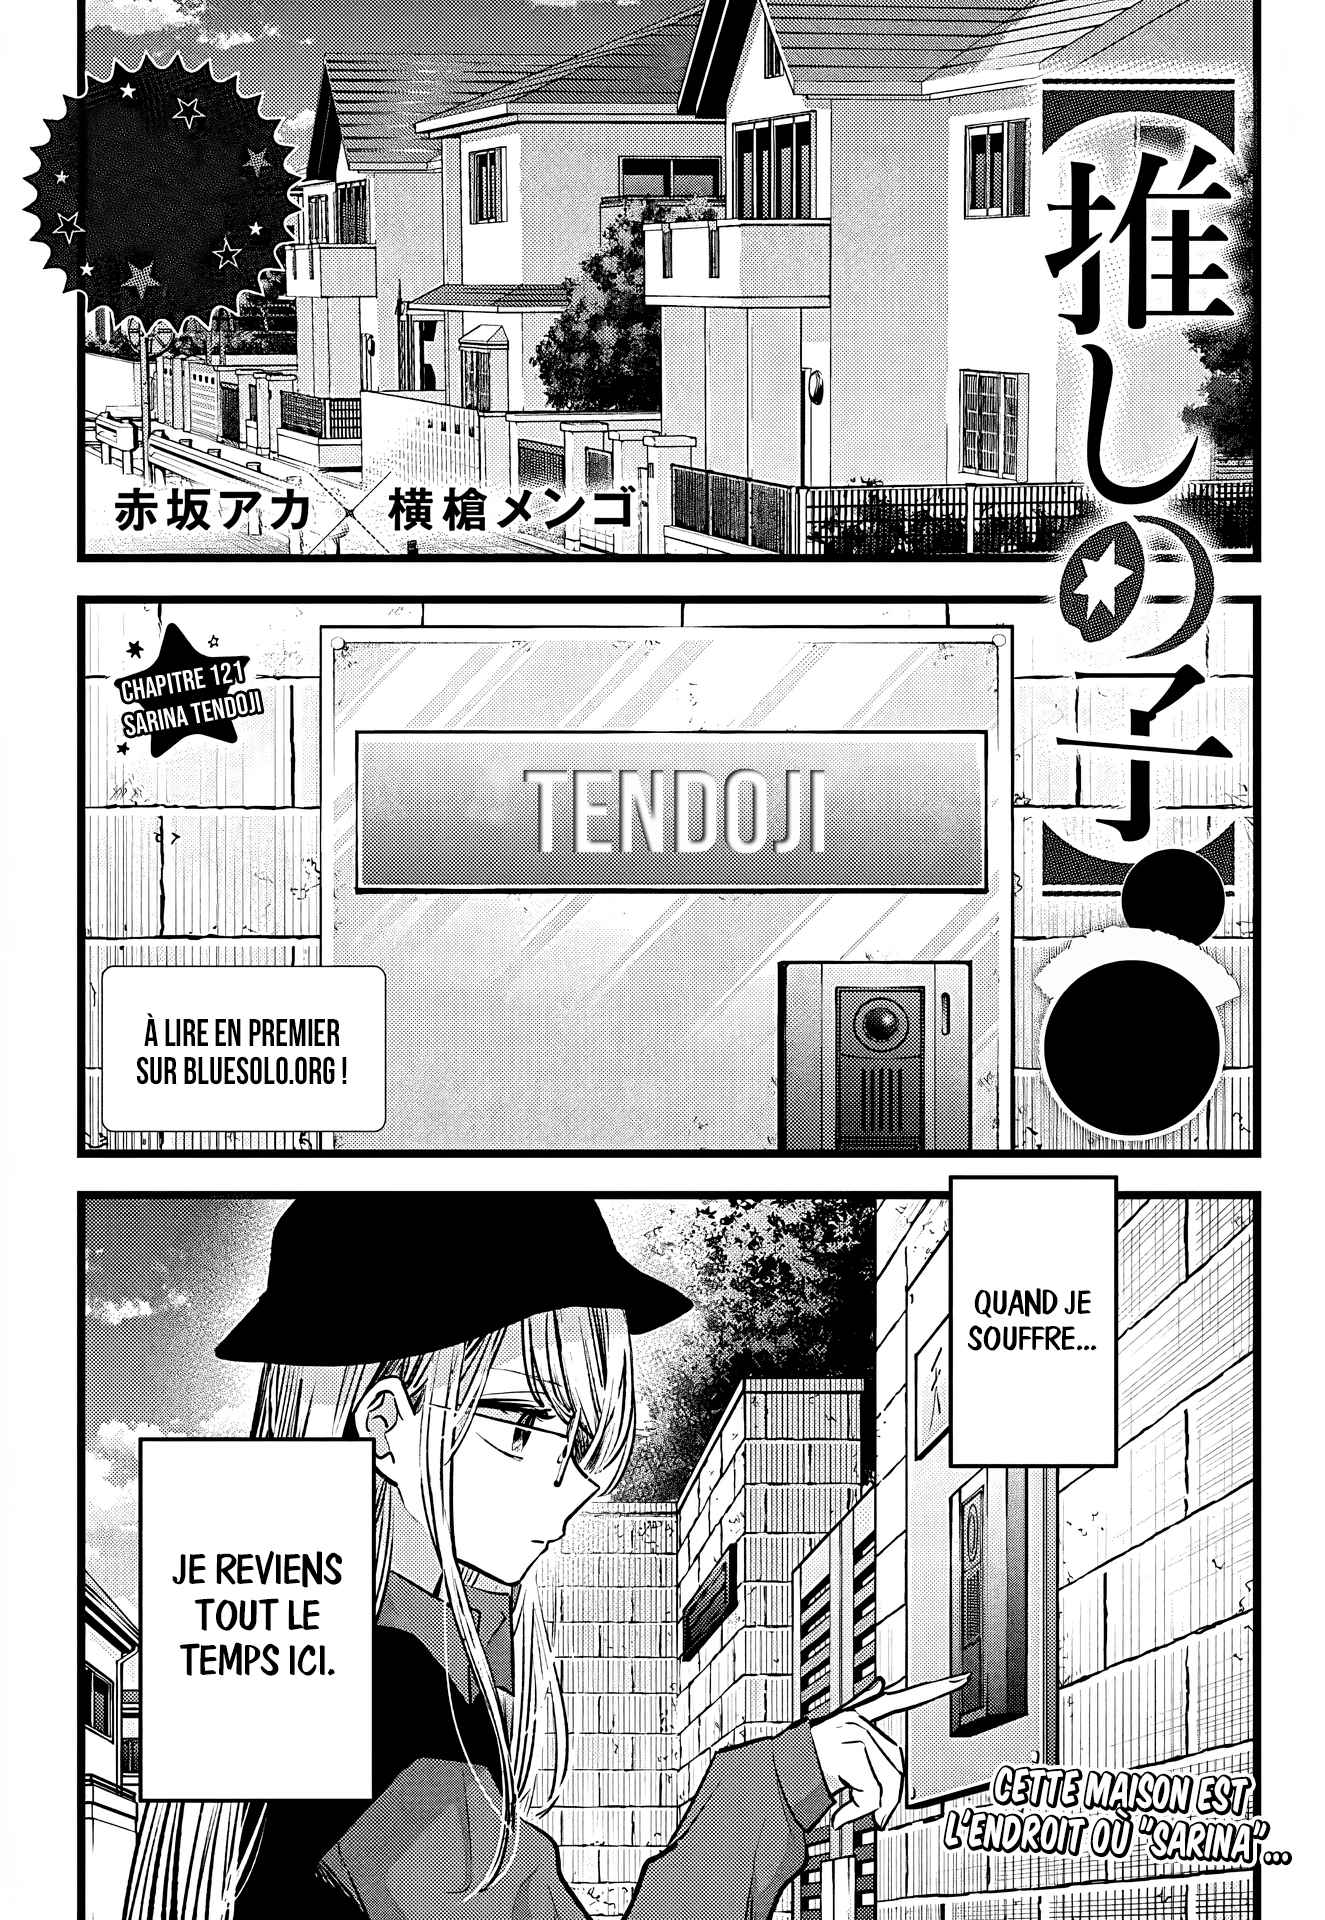 【推しの子】
赤坂アカ × 横槍メンゴ
CHAPITRE 121
SARINA TENDOJI
TENDOJI
À LIRE EN PREMIER
SUR BLUESOLO.ORG !
QUAND JE
SOUFFRE...
JE REVIENS
TOUT LE
TEMPS ICI.
CETTE MAISON EST
L'ENDROIT OÙ "SARINA"...